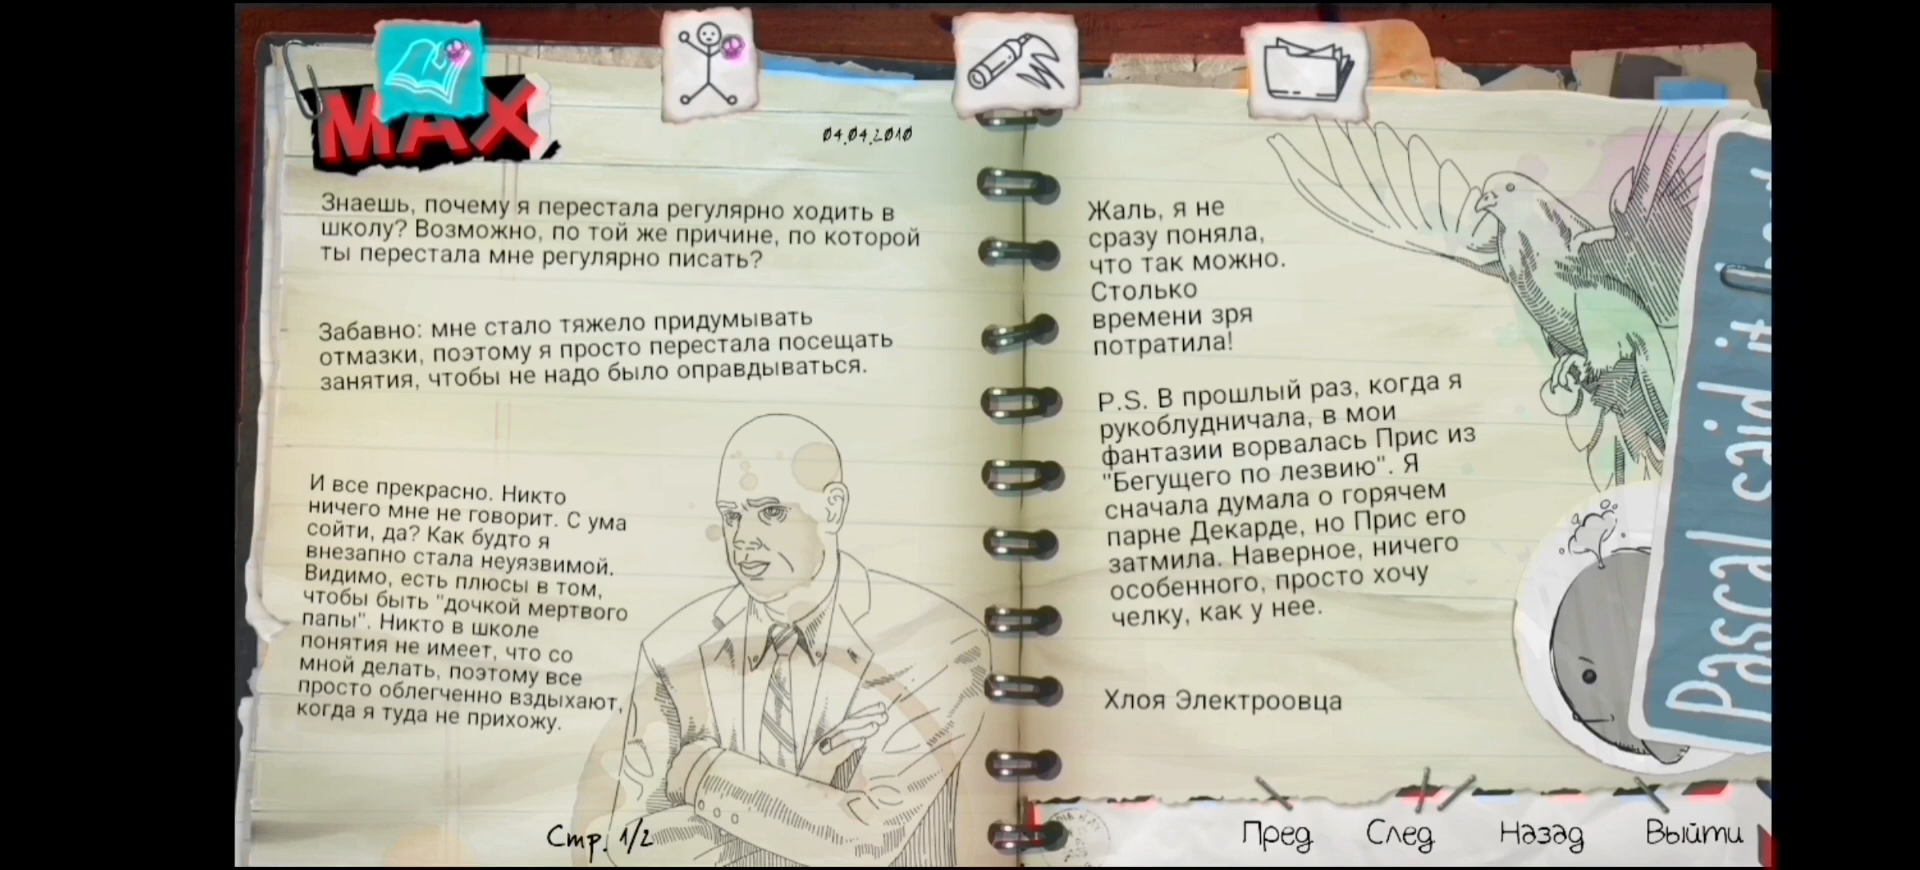 MAX
04.04.2010
Знаешь, почему я перестала регулярно ходить в
школу? Возможно, по той же причине, по которой
ты перестала мне регулярно писать?
Забавно: мне стало тяжело придумывать
отмазки, поэтому я просто перестала посещать
занятия, чтобы не надо было оправдываться.
И все прекрасно. Никто
ничего мне не говорит. С ума
сойти, да? Как будто я
внезапно стала неуязвимой.
Видимо, есть плюсы в том,
чтобы быть "дочкой мертвого
папы". Никто в школе
понятия не имеет, что со
мной делать, поэтому все
просто облегченно вздыхают,
когда я туда не прихожу.
Стр. 1/2
Жаль, я не
сразу поняла,
что так можно.
Столько
времени зря
потратила!
P.S. В прошлый раз, когда я
рукоблудничала, в мои
фантазии ворвалась Прис из
"Бегущего по лезвию". Я
сначала думала о горячем
парне Декарде, но Прис его
затмила. Наверное, ничего
особенного, просто хочу
челку, как у нее.
Хлоя Электроовца
Pascal said it
Пред След Назад Выйти